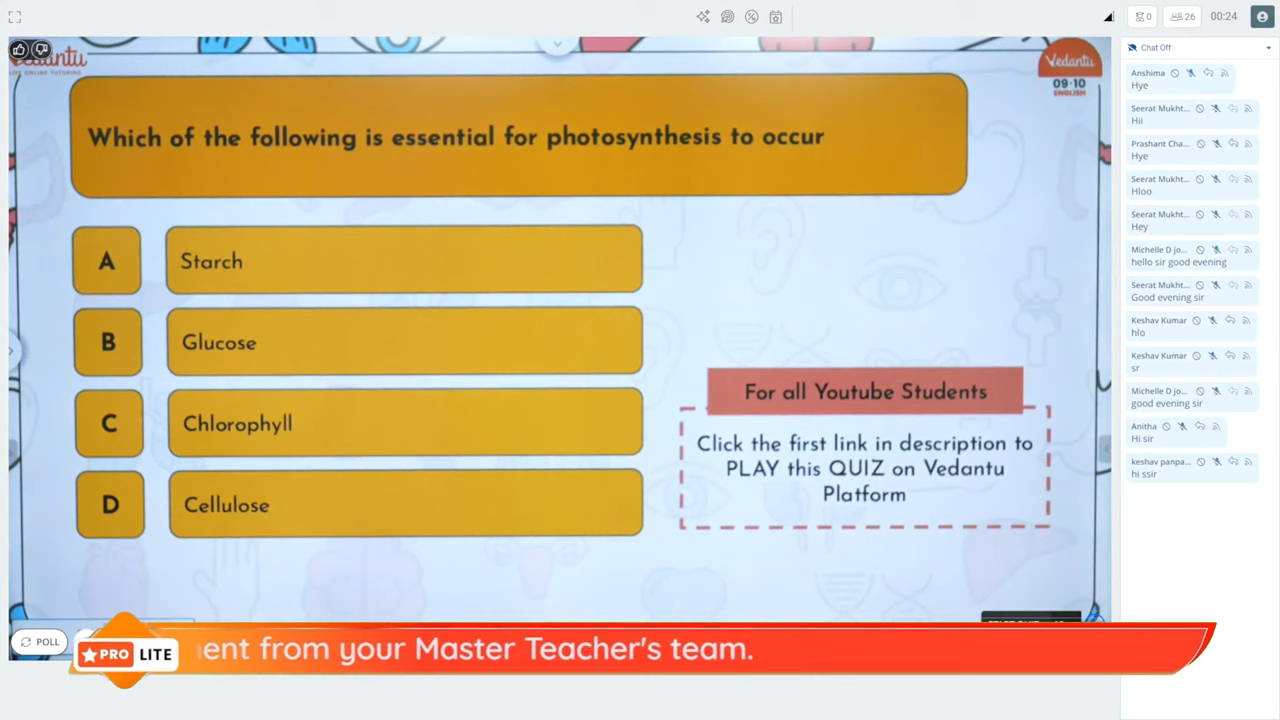 0
26
00:24
Vedantu
LIVE ONLINE TUTORING
Vedantu
09-10
ENGLISH
Which of the following is essential for photosynthesis to occur
A
Starch
B
Glucose
C
Chlorophyll
D
Cellulose
For all Youtube Students
Click the first link in description to
PLAY this QUIZ on Vedantu
Platform
POLL
PRO LITE
ent from your Master Teacher's team.
Chat Off
Anshima
Hye
Seerat Mukht...
Hii
Prashant Cha...
Hye
Seerat Mukht...
Hloo
Seerat Mukht...
Hey
Michelle D jo...
hello sir good evening
Seerat Mukht...
Good evening sir
Keshav Kumar
hlo
Keshav Kumar
sr
Michelle D jo...
good evening sir
Anitha
Hi sir
keshav panpa...
hi ssir